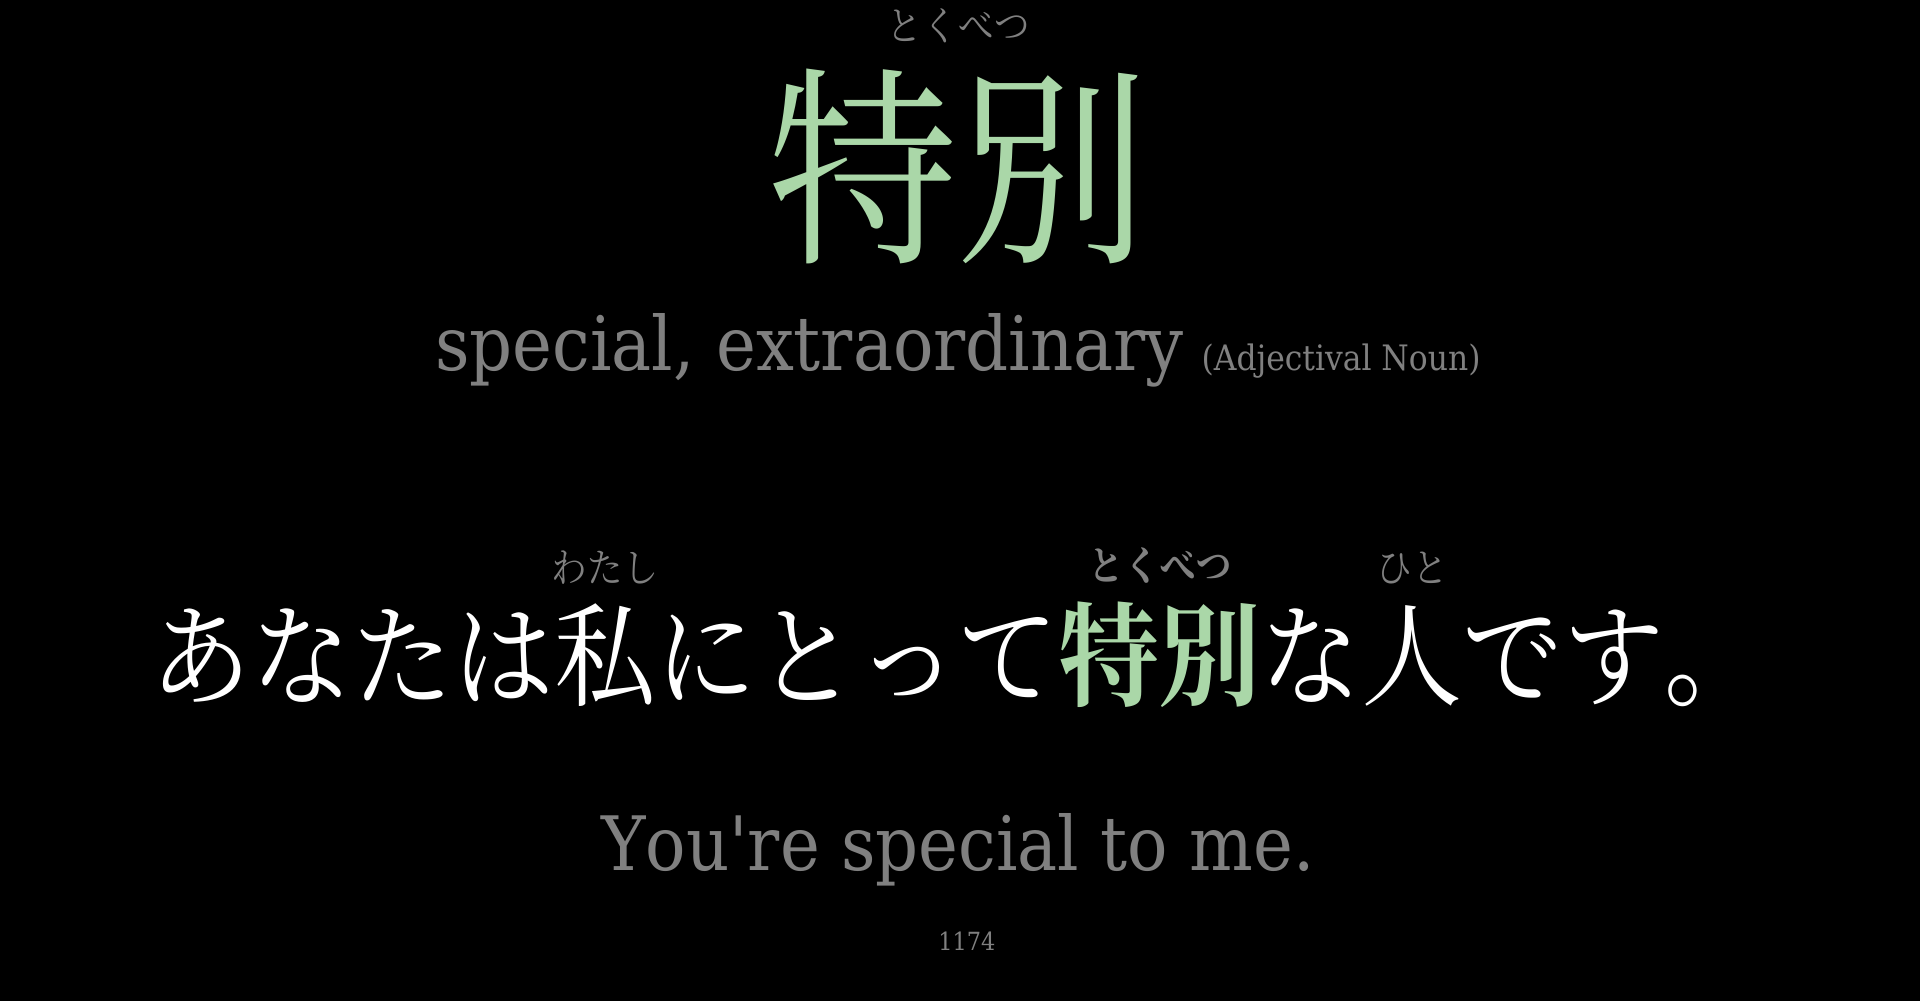 とくべつ
特別
special, extraordinary (Adjectival Noun)
わたし とくべつ ひと
あなたは私にとって特別な人です。
You're special to me.
1174